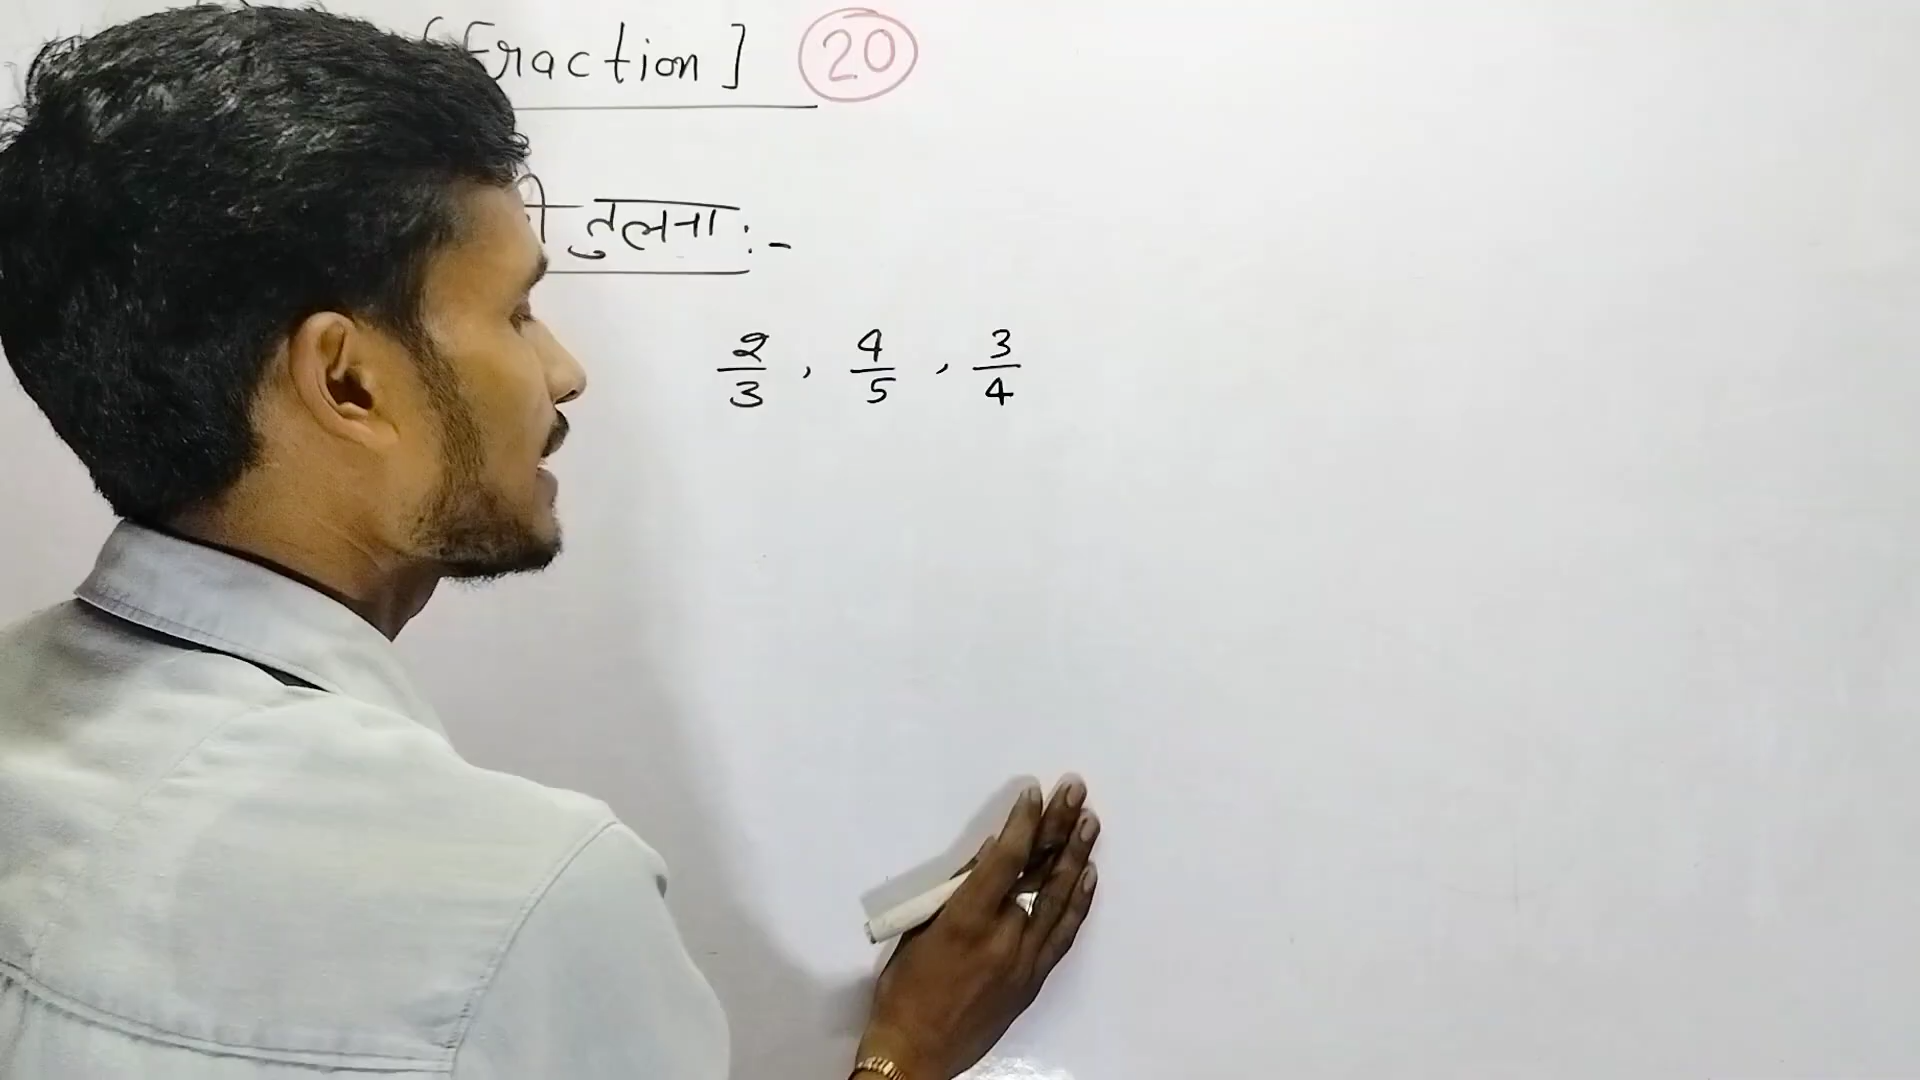 Fraction] 20
की तुलना :-
2/3 , 4/5 , 3/4